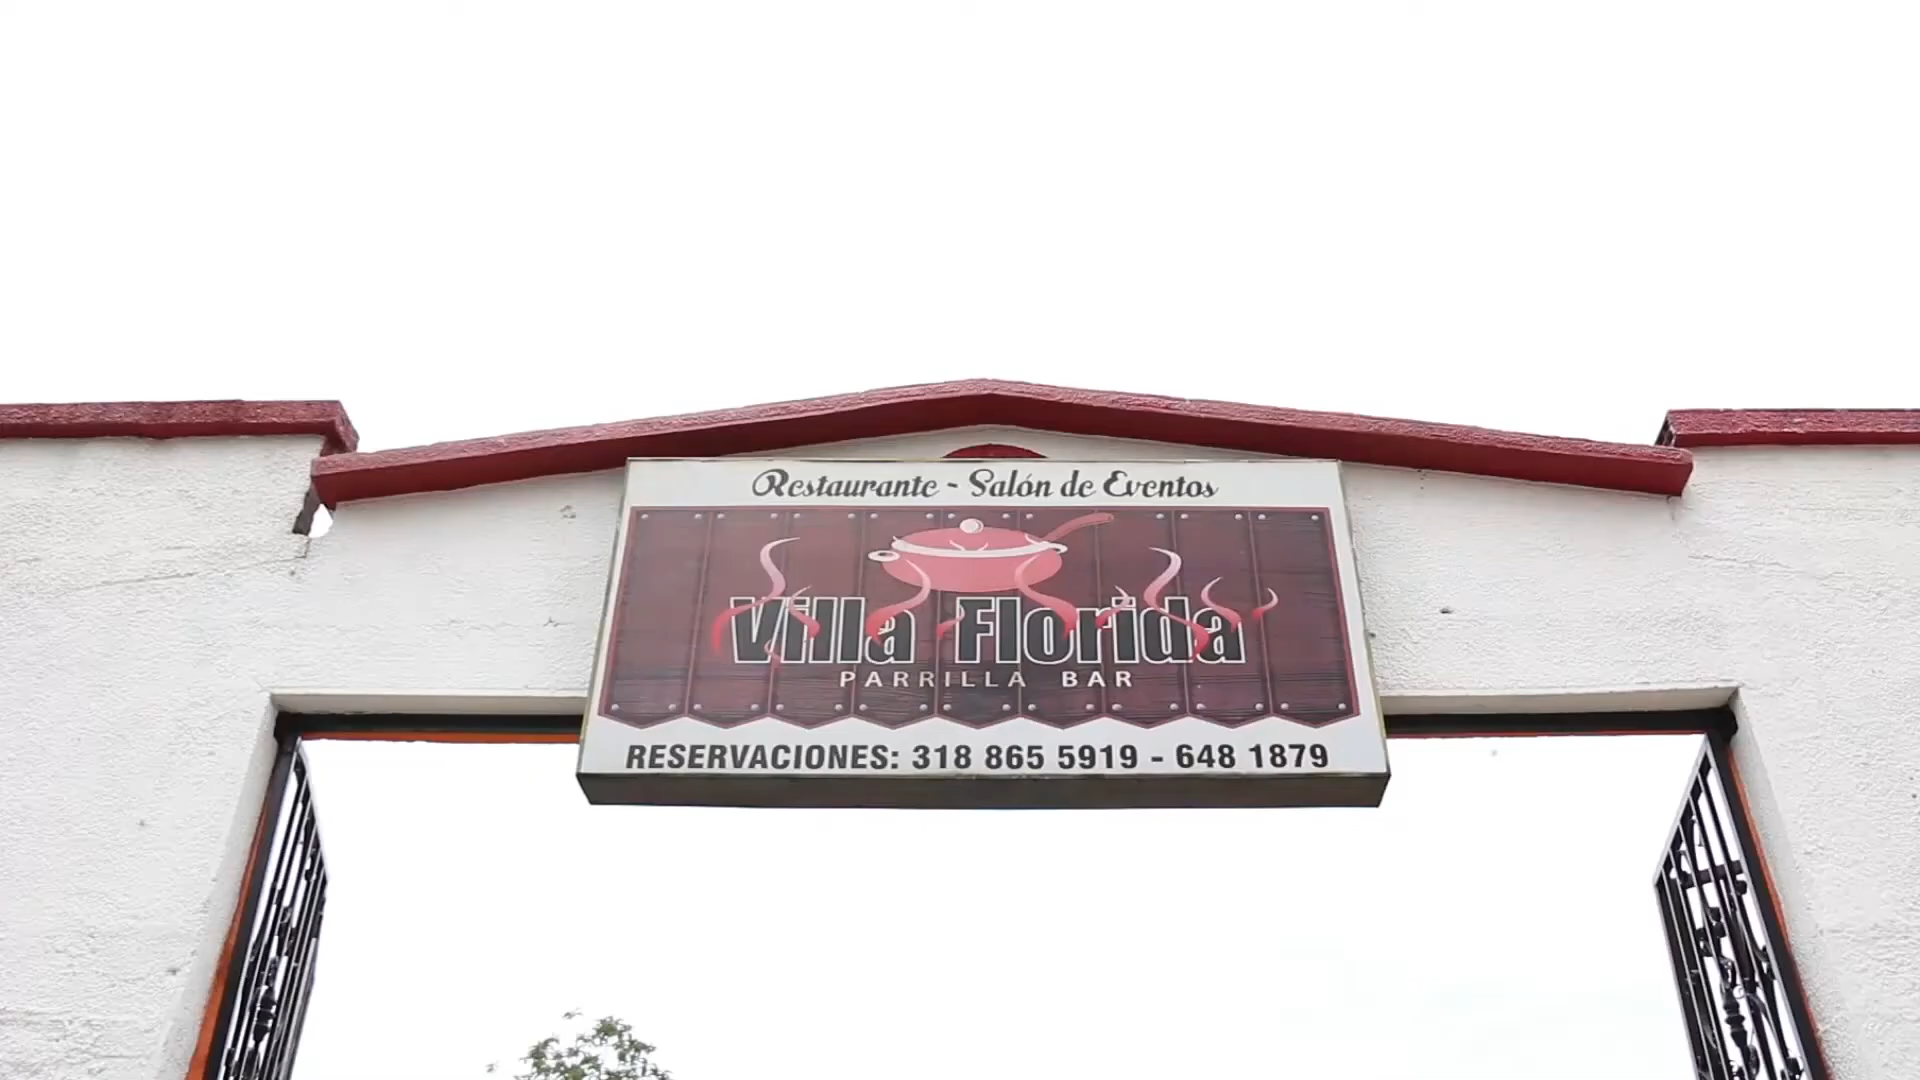 Restaurante - Salón de Eventos
Villa Florida
PARRILLA BAR
RESERVACIONES: 318 865 5919 - 648 1879